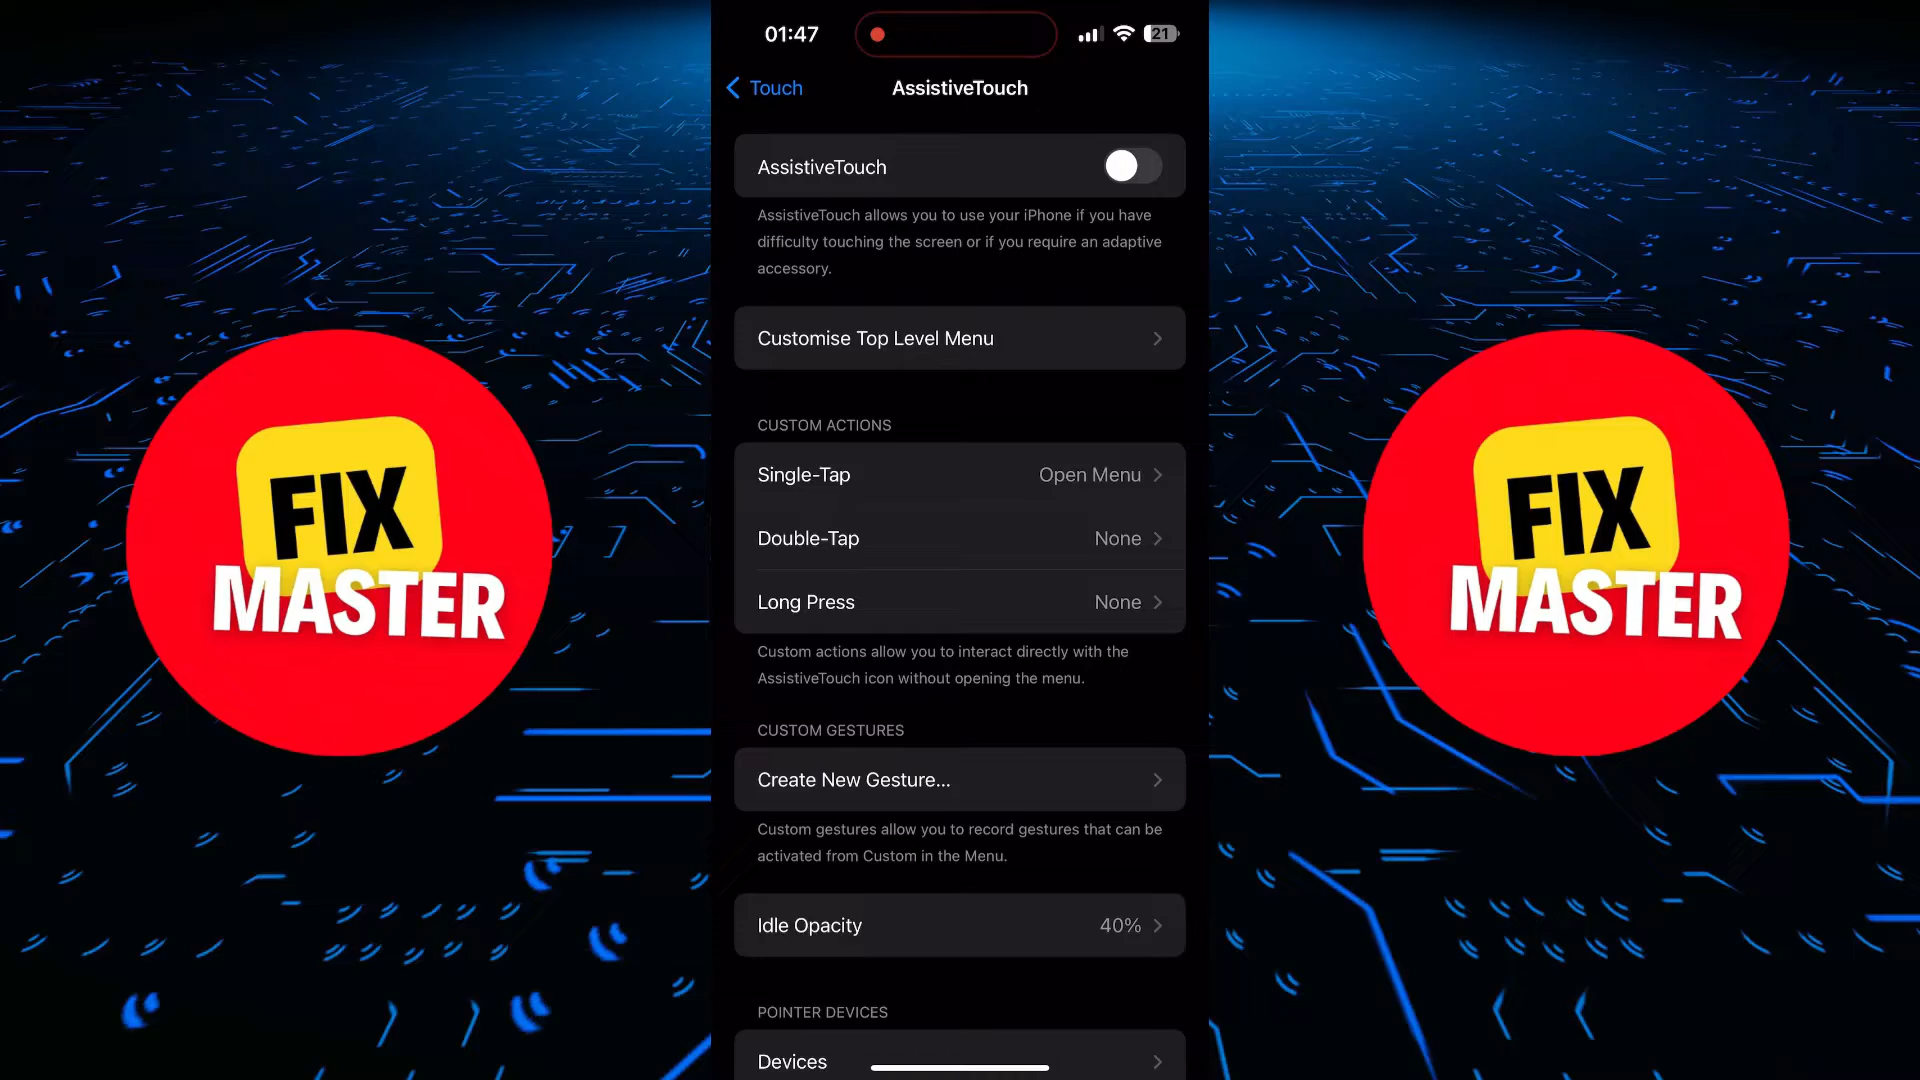 01:47
21
Touch
AssistiveTouch
AssistiveTouch
AssistiveTouch allows you to use your iPhone if you have
difficulty touching the screen or if you require an adaptive
accessory.
Customise Top Level Menu
CUSTOM ACTIONS
Single-Tap Open Menu
Double-Tap None
Long Press None
Custom actions allow you to interact directly with the
AssistiveTouch icon without opening the menu.
CUSTOM GESTURES
Create New Gesture...
Custom gestures allow you to record gestures that can be
activated from Custom in the Menu.
Idle Opacity 40%
POINTER DEVICES
Devices
FIX
MASTER
FIX
MASTER